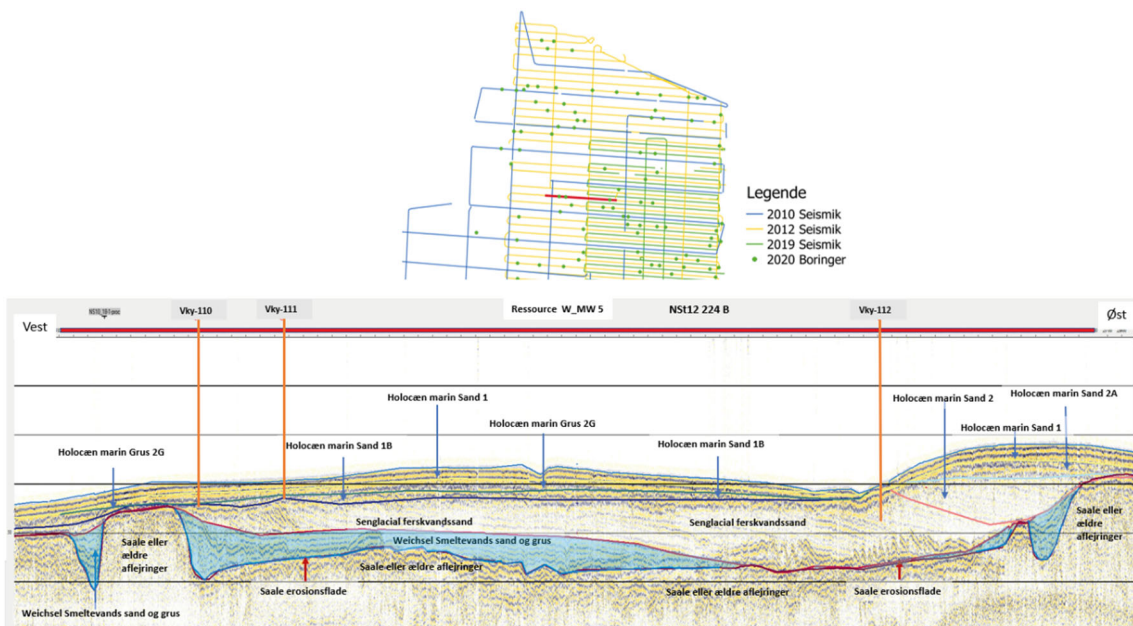 Legende
2010 Seismik
2012 Seismik
2019 Seismik
2020 Boringer
Vky-110
Vky-111
Ressource W_MW 5
NSt12 224 B
Vky-112
Vest
Øst
Holocæn marin Sand 1
Holocæn marin Sand 2
Holocæn marin Sand 2A
Holocæn marin Grus 2G
Holocæn marin Sand 1
Holocæn marin Grus 2G
Holocæn marin Sand 1B
Holocæn marin Sand 1B
Senglacial ferskvandssand
Senglacial ferskvandssand
Saale eller
ældre
aflejringer
Weichsel Smeltevands sand og grus
Saale eller
ældre
aflejringer
Saale eller ældre aflejringer
Saale erosionsflade
Saale eller ældre aflejringer
Saale erosionsflade
Weichsel Smeltevands sand og grus